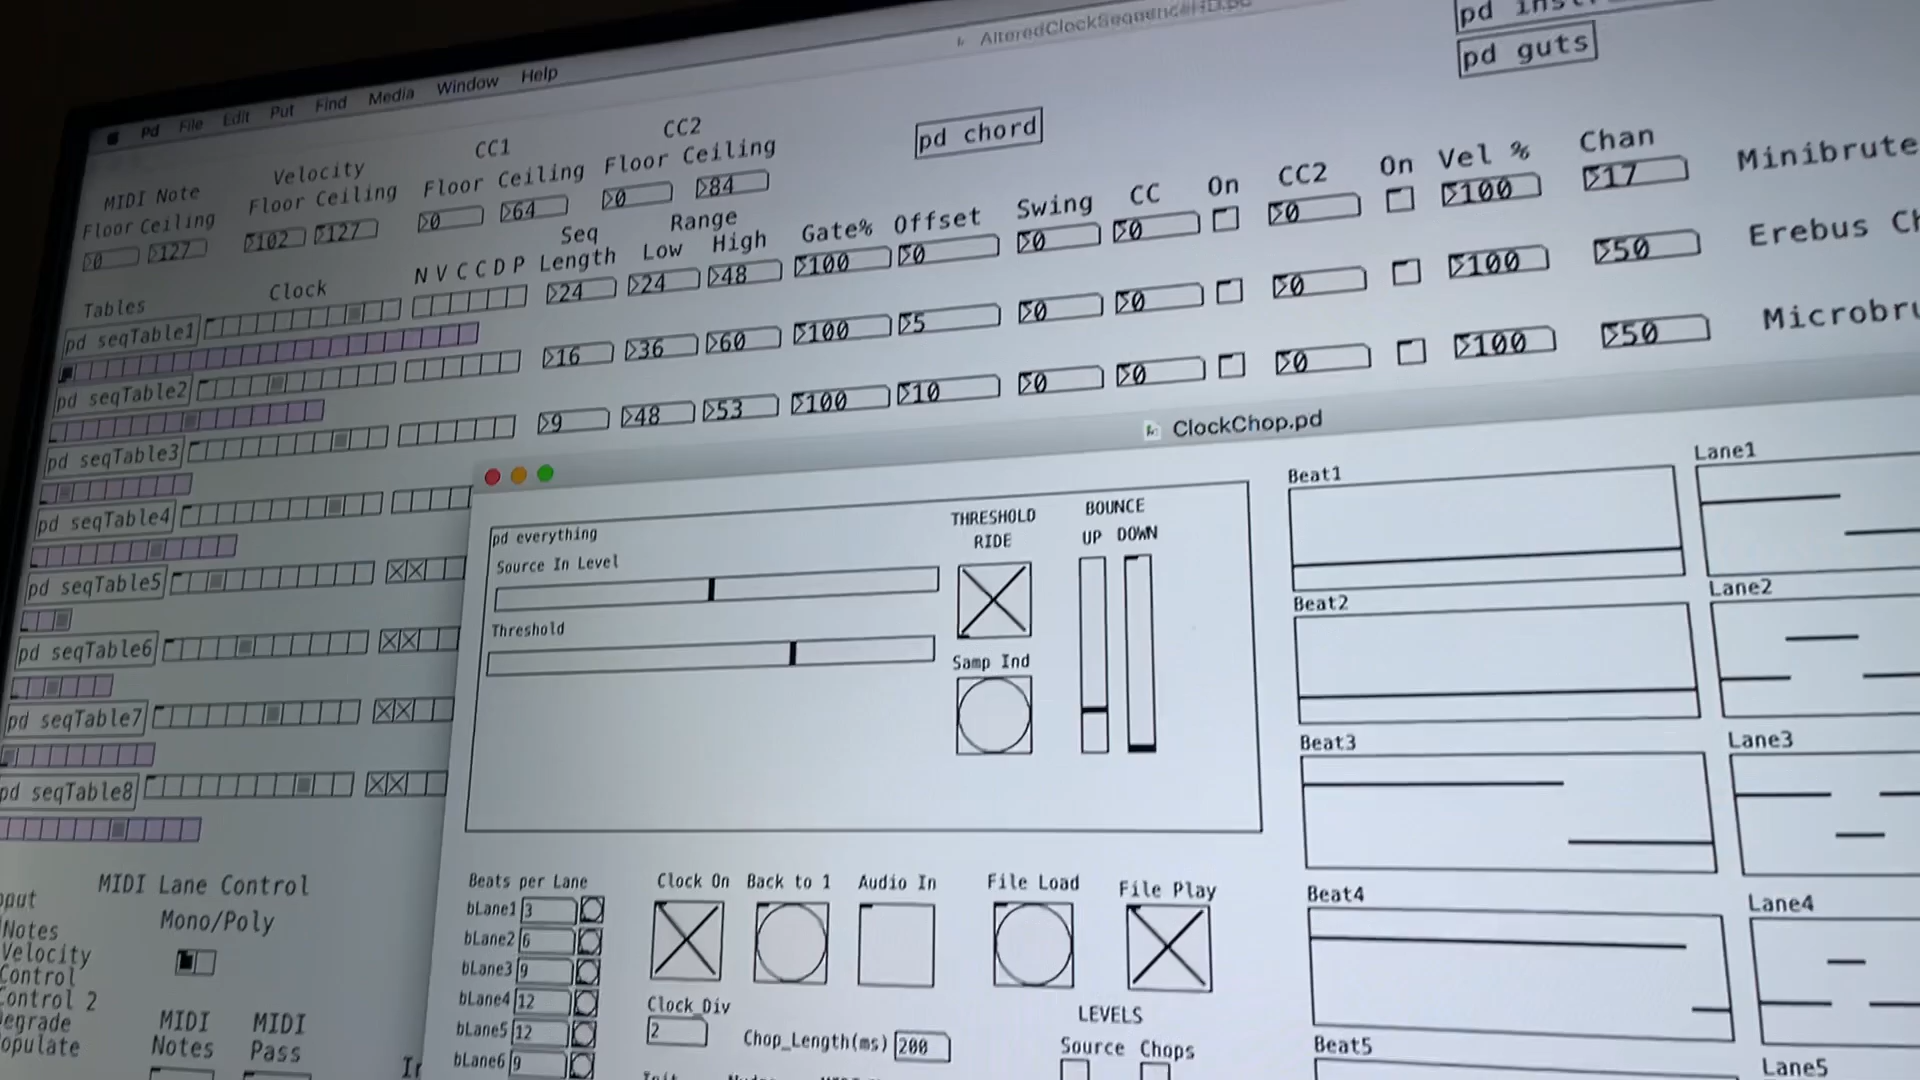 Pd File Edit Put Find Media Window Help
AlteredClockSequencerHD.pd
pd guts
pd chord
MIDI Note
Floor Ceiling
0 127
Velocity
Floor Ceiling
102 127
CC1
Floor Ceiling
0 64
CC2
Floor Ceiling
0 84
Tables Clock N V C C D P Seq Length Range Low High Gate% Offset Swing CC On CC2 On Vel % Chan
pd seqTable1 24 24 48 100 0 0 0 0 100 17 Minibrute
pd seqTable2 16 36 60 100 5 0 0 0 100 50 Erebus
pd seqTable3 9 48 53 100 10 0 0 0 100 50
pd seqTable4
pd seqTable5
pd seqTable6
pd seqTable7
pd seqTable8
MIDI Lane Control
Mono/Poly
Notes
Velocity
Control
Control 2
MIDI Notes
MIDI Pass
ClockChop.pd
pd everything
Source In Level
Threshold
THRESHOLD
RIDE
Samp Ind
BOUNCE
UP DOWN
Beats per Lane
bLane1 3
bLane2 6
bLane3 9
bLane4 12
bLane5 12
bLane6 9
Clock On
Back to 1
Audio In
File Load
File Play
Clock_Div
2
Chop_Length(ms) 200
LEVELS
Source Chops
Beat1
Beat2
Beat3
Beat4
Beat5
Lane1
Lane2
Lane3
Lane4
Lane5